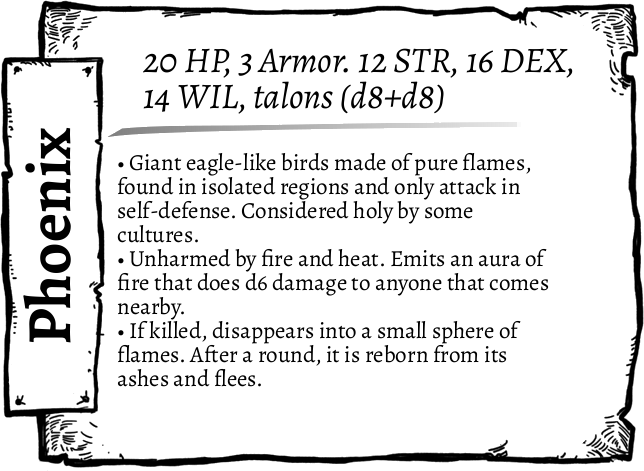 Phoenix
20 HP, 3 Armor. 12 STR, 16 DEX,
14 WIL, talons (d8+d8)
• Giant eagle-like birds made of pure flames,
found in isolated regions and only attack in
self-defense. Considered holy by some
cultures.
• Unharmed by fire and heat. Emits an aura of
fire that does d6 damage to anyone that comes
nearby.
• If killed, disappears into a small sphere of
flames. After a round, it is reborn from its
ashes and flees.